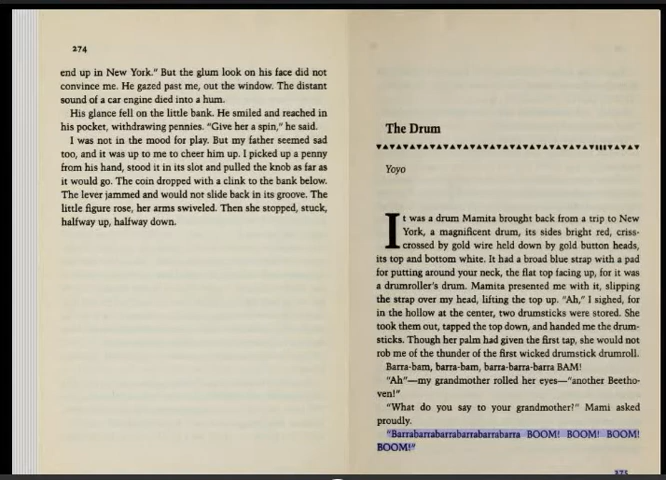 274
end up in New York." But the glum look on his face did not
convince me. He gazed past me, out the window. The distant
sound of a car engine died into a hum.
His glance fell on the little bank. He smiled and reached in
his pocket, withdrawing pennies. "Give her a spin," he said.
I was not in the mood for play. But my father seemed sad
too, and it was up to me to cheer him up. I picked up a penny
from his hand, stood it in its slot and pulled the knob as far as
it would go. The coin dropped with a clink to the bank below.
The lever jammed and would not slide back in its groove. The
little figure rose, her arms swiveled. Then she stopped, stuck,
halfway up, halfway down.
The Drum
Yoyo
It was a drum Mamita brought back from a trip to New
York, a magnificent drum, its sides bright red, criss-
crossed by gold wire held down by gold button heads,
its top and bottom white. It had a broad blue strap with a pad
for putting around your neck, the flat top facing up, for it was
a drumroller's drum. Mamita presented me with it, slipping
the strap over my head, lifting the top up. "Ah," I sighed, for
in the hollow at the center, two drumsticks were stored. She
took them out, tapped the top down, and handed me the drum-
sticks. Though her palm had given the first tap, she would not
rob me of the thunder of the first wicked drumstick drumroll.
Barra-bam, barra-bam, barra-barra-barra BAM!
"Ah"—my grandmother rolled her eyes—"another Beetho-
ven!"
"What do you say to your grandmother?" Mami asked
proudly.
"Barrabarrabarrabarrabarrabarra BOOM! BOOM! BOOM!
BOOM!"
275